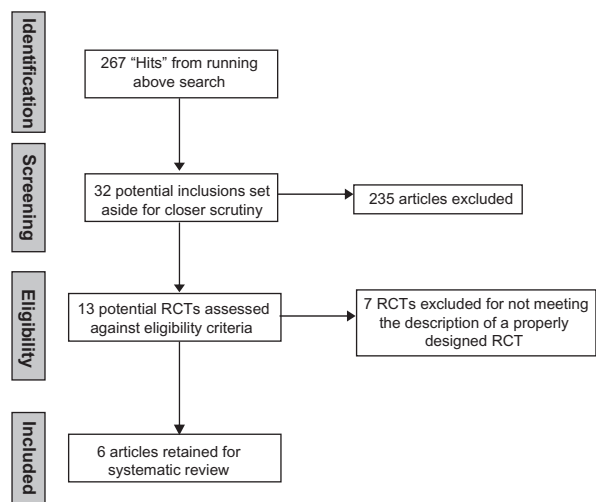 Identification
267 "Hits" from running
above search
Screening
32 potential inclusions set
aside for closer scrutiny
235 articles excluded
Eligibility
13 potential RCTs assessed
against eligibility criteria
7 RCTs excluded for not meeting
the description of a properly
designed RCT
Included
6 articles retained for
systematic review